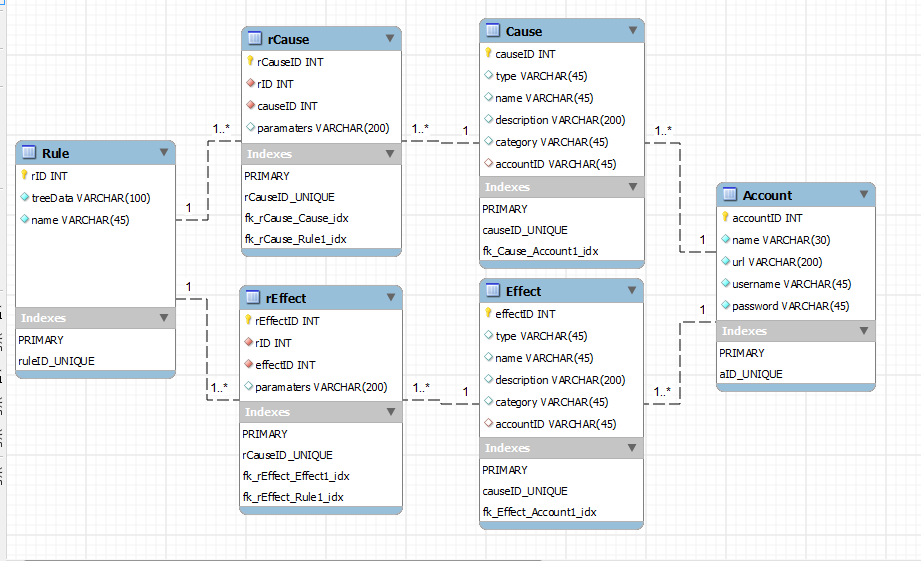 Rule
rID INT
treeData VARCHAR(100)
name VARCHAR(45)
Indexes
PRIMARY
ruleID_UNIQUE
1
1
rCause
rCauseID INT
rID INT
causeID INT
paramaters VARCHAR(200)
Indexes
PRIMARY
rCauseID_UNIQUE
fk_rCause_Cause_idx
fk_rCause_Rule1_idx
1..*
1..*
rEffect
rEffectID INT
rID INT
effectID INT
paramaters VARCHAR(200)
Indexes
PRIMARY
rCauseID_UNIQUE
fk_rEffect_Effect1_idx
fk_rEffect_Rule1_idx
1..*
1..*
Cause
causeID INT
type VARCHAR(45)
name VARCHAR(45)
description VARCHAR(200)
category VARCHAR(45)
accountID VARCHAR(45)
Indexes
PRIMARY
causeID_UNIQUE
fk_Cause_Account1_idx
1
1..*
Effect
effectID INT
type VARCHAR(45)
name VARCHAR(45)
description VARCHAR(200)
category VARCHAR(45)
accountID VARCHAR(45)
Indexes
PRIMARY
causeID_UNIQUE
fk_Effect_Account1_idx
1
1..*
Account
accountID INT
name VARCHAR(30)
url VARCHAR(200)
username VARCHAR(45)
password VARCHAR(45)
Indexes
PRIMARY
aID_UNIQUE
1
1